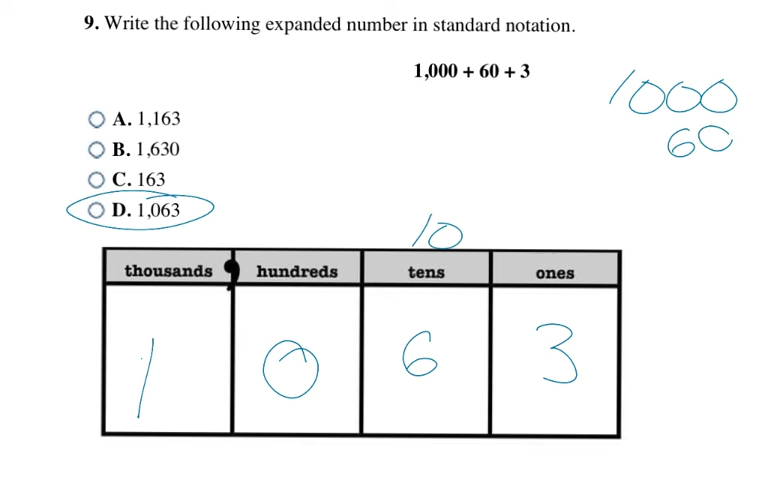 9. Write the following expanded number in standard notation.
1,000 + 60 + 3
1000
60
A. 1,163
B. 1,630
C. 163
D. 1,063
10
thousands , hundreds tens ones
1 0 6 3